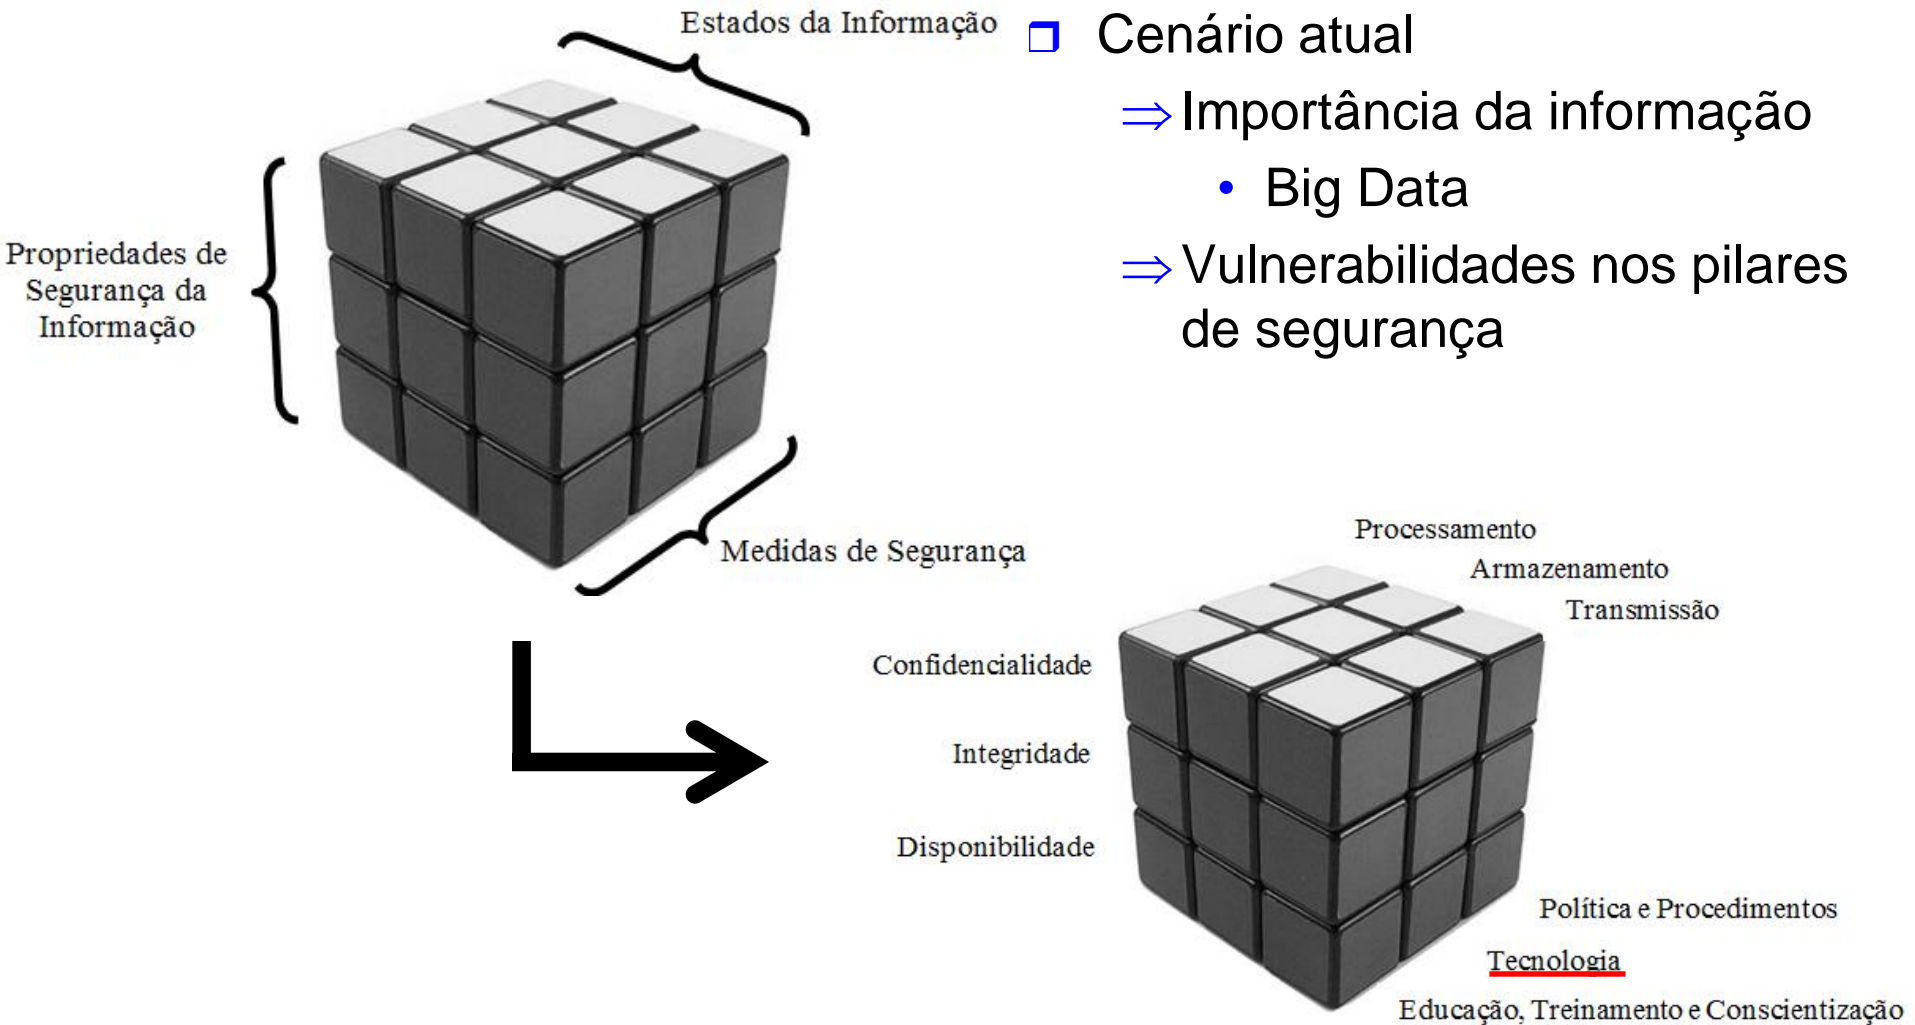 Estados da Informação
Propriedades de
Segurança da
Informação
Medidas de Segurança
Cenário atual
⇒ Importância da informação
• Big Data
⇒ Vulnerabilidades nos pilares
de segurança
Processamento
Armazenamento
Transmissão
Confidencialidade
Integridade
Disponibilidade
Política e Procedimentos
Tecnologia
Educação, Treinamento e Conscientização